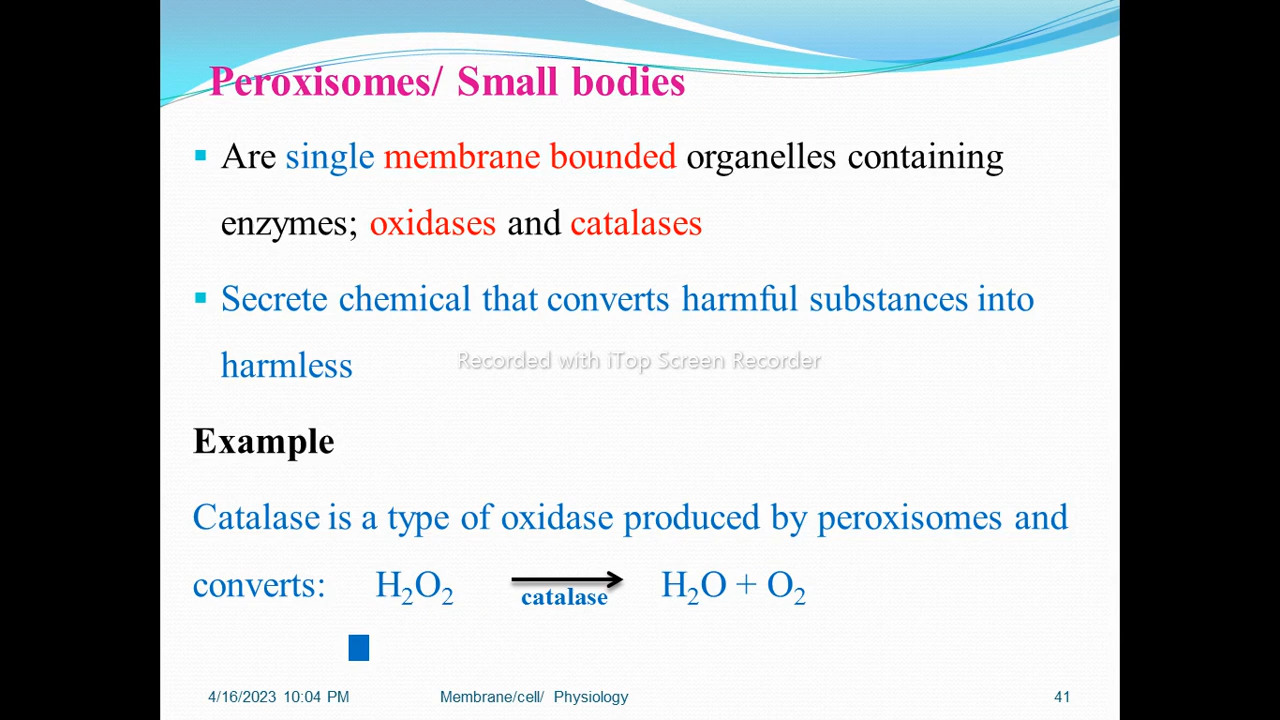 Peroxisomes/ Small bodies
▪ Are single membrane bounded organelles containing
enzymes; oxidases and catalases
▪ Secrete chemical that converts harmful substances into
harmless
Recorded with iTop Screen Recorder
Example
Catalase is a type of oxidase produced by peroxisomes and
converts: H₂O₂ → H₂O + O₂
catalase
4/16/2023 10:04 PM Membrane/cell/ Physiology 41